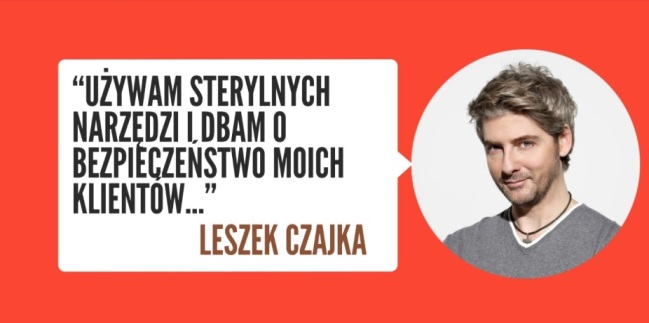 “UŻYWAM STERYLNYCH
NARZĘDZI I DBAM O
BEZPIECZEŃSTWO MOICH
KLIENTÓW...”
LESZEK CZAJKA